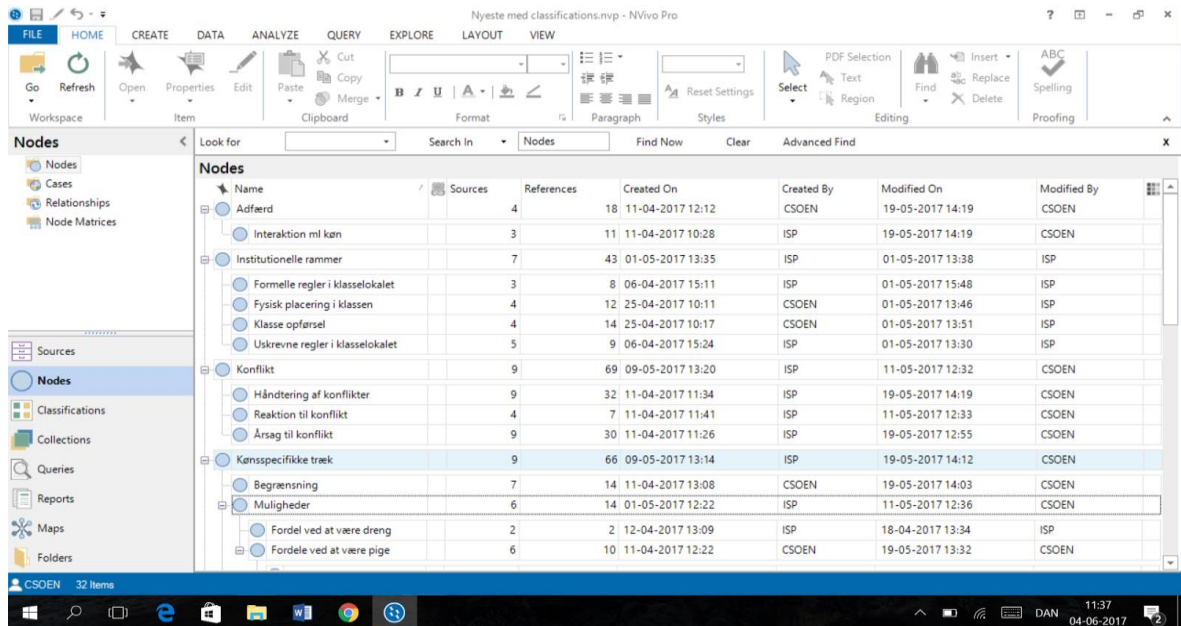 Nyeste med classifications.nvp - NVivo Pro
FILE HOME CREATE DATA ANALYZE QUERY EXPLORE LAYOUT VIEW
Go Refresh Open Properties Edit Paste Cut Copy Merge B I U A Reset Settings Select PDF Selection Text Region Find Insert Replace Delete ABC Spelling
Workspace Item Clipboard Format Paragraph Styles Editing Proofing
Nodes Look for Search In Nodes Find Now Clear Advanced Find x
Nodes
Cases
Relationships
Node Matrices
Sources
Nodes
Classifications
Collections
Queries
Reports
Maps
Folders
Nodes
Name Sources References Created On Created By Modified On Modified By
Adfærd 4 18 11-04-2017 12:12 CSOEN 19-05-2017 14:19 CSOEN
Interaktion ml køn 3 11 11-04-2017 10:28 ISP 19-05-2017 14:19 CSOEN
Institutionelle rammer 7 43 01-05-2017 13:35 ISP 01-05-2017 13:38 ISP
Formelle regler i klasselokalet 3 8 06-04-2017 15:11 ISP 01-05-2017 15:48 ISP
Fysisk placering i klassen 4 12 25-04-2017 10:11 CSOEN 01-05-2017 13:46 ISP
Klasse opførsel 4 14 25-04-2017 10:17 CSOEN 01-05-2017 13:51 ISP
Uskrevne regler i klasselokalet 5 9 06-04-2017 15:24 ISP 01-05-2017 13:30 ISP
Konflikt 9 69 09-05-2017 13:20 ISP 11-05-2017 12:32 CSOEN
Håndtering af konflikter 9 32 11-04-2017 11:34 ISP 19-05-2017 14:19 CSOEN
Reaktion til konflikt 4 7 11-04-2017 11:41 ISP 11-05-2017 12:33 CSOEN
Årsag til konflikt 9 30 11-04-2017 11:26 ISP 19-05-2017 12:55 CSOEN
Kønsspecifikke træk 9 66 09-05-2017 13:14 ISP 19-05-2017 14:12 CSOEN
Begrænsning 7 14 11-04-2017 13:08 CSOEN 19-05-2017 14:03 CSOEN
Muligheder 6 14 01-05-2017 12:22 ISP 11-05-2017 12:36 CSOEN
Fordel ved at være dreng 2 2 12-04-2017 13:09 ISP 18-04-2017 13:34 ISP
Fordele ved at være pige 6 10 11-04-2017 12:22 CSOEN 19-05-2017 13:32 CSOEN
CSOEN 32 Items
DAN 11:37
04-06-2017